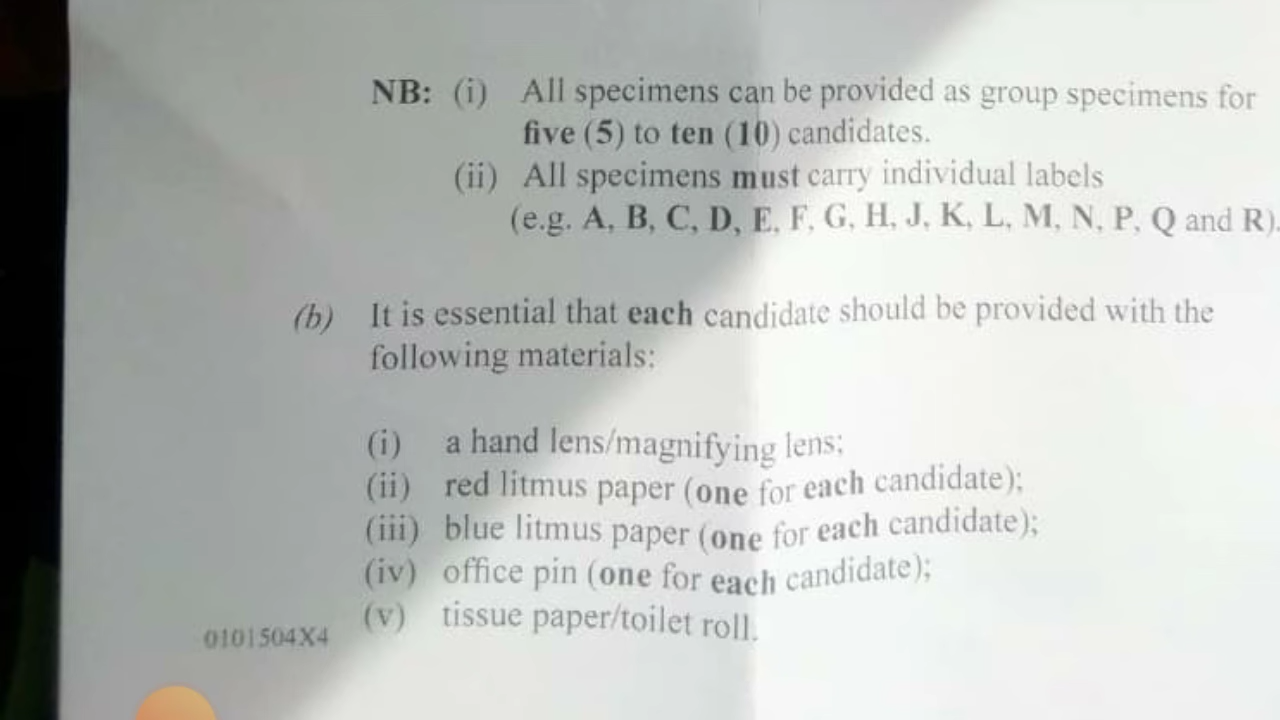 NB: (i) All specimens can be provided as group specimens for
five (5) to ten (10) candidates.
(ii) All specimens must carry individual labels
(e.g. A, B, C, D, E, F, G, H, J, K, L, M, N, P, Q and R).
(b) It is essential that each candidate should be provided with the
following materials:
(i) a hand lens/magnifying lens;
(ii) red litmus paper (one for each candidate);
(iii) blue litmus paper (one for each candidate);
(iv) office pin (one for each candidate);
(v) tissue paper/toilet roll.
0101504X4